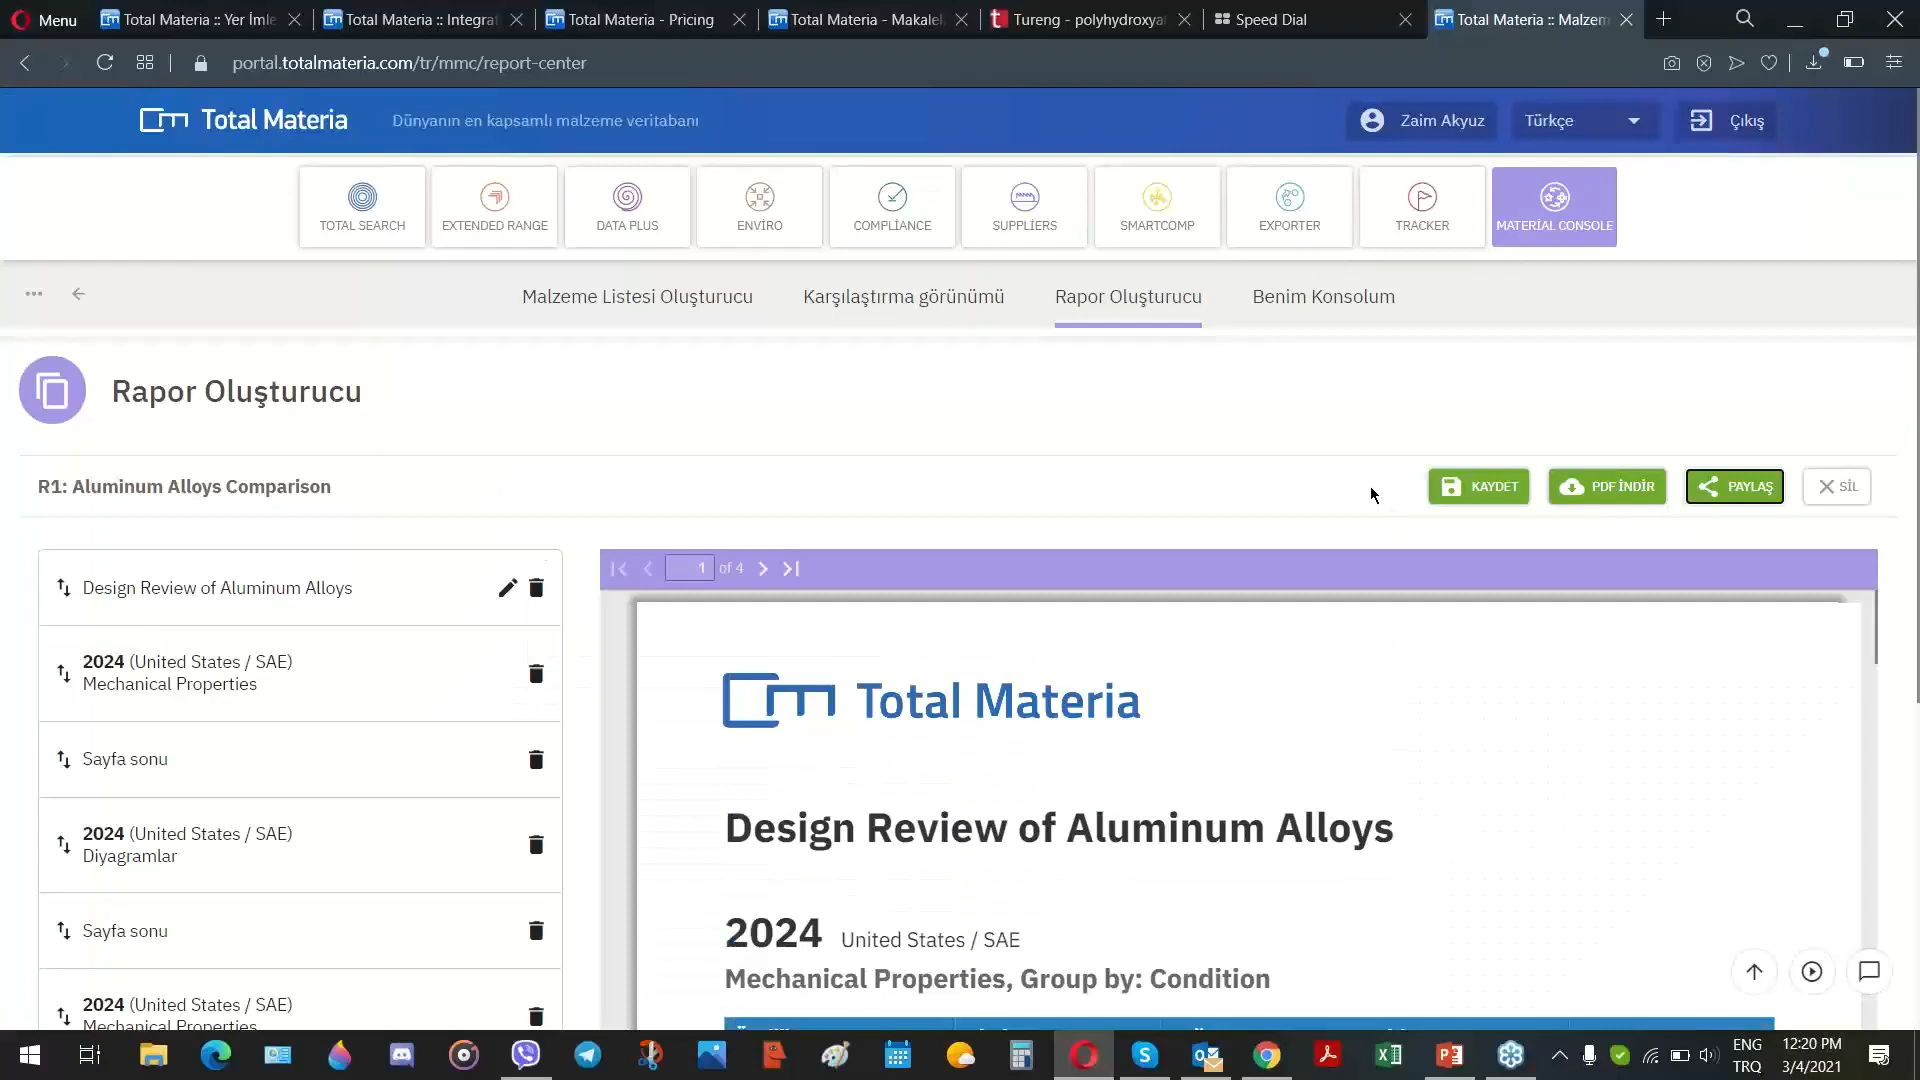 Menu
Total Materia :: Yer İmle
Total Materia :: Integrat
Total Materia - Pricing
Total Materia - Makalel
Tureng - polyhydroxyal
Speed Dial
Total Materia :: Malzem
portal.totalmateria.com/tr/mmc/report-center
Total Materia
Dünyanın en kapsamlı malzeme veritabanı
Zaim Akyuz
Türkçe
Çıkış
TOTAL SEARCH
EXTENDED RANGE
DATA PLUS
ENVİRO
COMPLİANCE
SUPPLİERS
SMARTCOMP
EXPORTER
TRACKER
MATERİAL CONSOLE
Malzeme Listesi Oluşturucu
Karşılaştırma görünümü
Rapor Oluşturucu
Benim Konsolum
Rapor Oluşturucu
R1: Aluminum Alloys Comparison
KAYDET
PDF İNDİR
PAYLAŞ
SİL
Design Review of Aluminum Alloys
2024 (United States / SAE)
Mechanical Properties
Sayfa sonu
2024 (United States / SAE)
Diyagramlar
Sayfa sonu
2024 (United States / SAE)
Mechanical Properties
1 of 4
Total Materia
Design Review of Aluminum Alloys
2024 United States / SAE
Mechanical Properties, Group by: Condition
ENG
TRQ
12:20 PM
3/4/2021